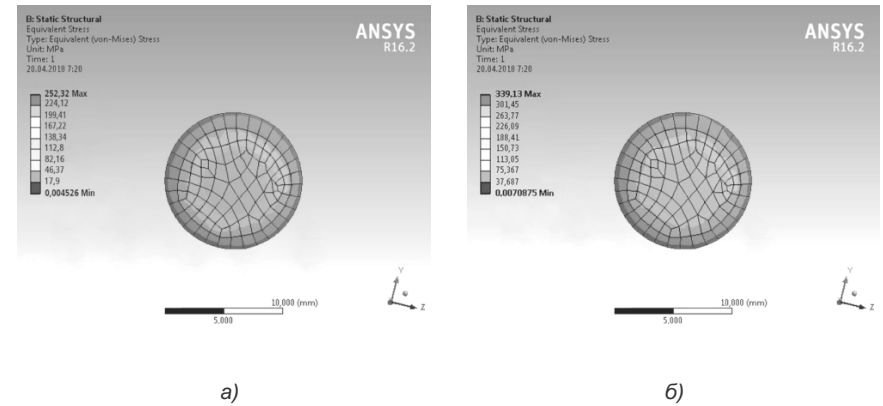 B: Static Structural
Equivalent Stress
Type: Equivalent (von-Mises) Stress
Unit: MPa
Time: 1
20.04.2018 7:20
ANSYS
R16.2
252,32 Max
224,12
199,41
167,22
138,34
112,8
82,16
46,37
17,9
0,004526 Min
Y
Z
10,000 (mm)
5,000
а)
B: Static Structural
Equivalent Stress
Type: Equivalent (von-Mises) Stress
Unit: MPa
Time: 1
20.04.2018 7:20
ANSYS
R16.2
339,13 Max
301,45
263,77
226,09
188,41
150,73
113,05
75,367
37,687
0,0070875 Min
Y
Z
10,000 (mm)
5,000
б)